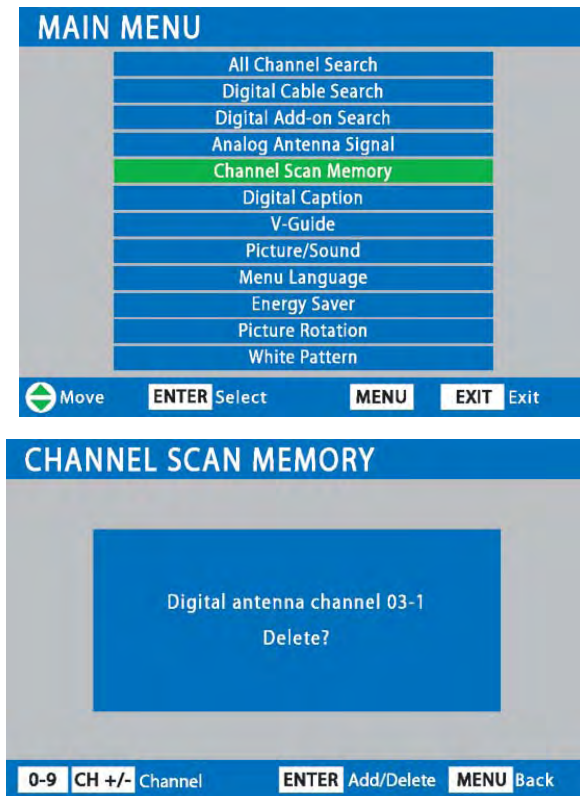 MAIN MENU
All Channel Search
Digital Cable Search
Digital Add-on Search
Analog Antenna Signal
Channel Scan Memory
Digital Caption
V-Guide
Picture/Sound
Menu Language
Energy Saver
Picture Rotation
White Pattern
Move ENTER Select MENU EXIT Exit
CHANNEL SCAN MEMORY
Digital antenna channel 03-1
Delete?
0-9 CH +/- Channel ENTER Add/Delete MENU Back